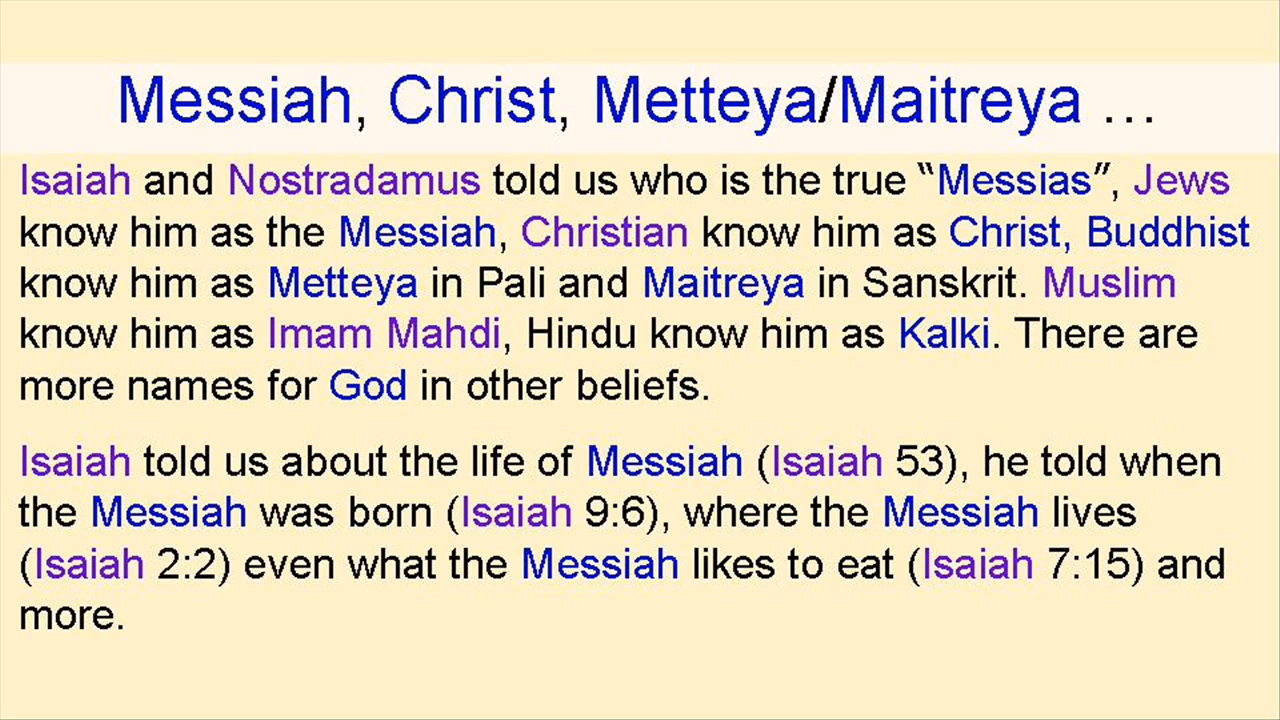 Messiah, Christ, Metteya/Maitreya …
Isaiah and Nostradamus told us who is the true “Messias”, Jews
know him as the Messiah, Christian know him as Christ, Buddhist
know him as Metteya in Pali and Maitreya in Sanskrit. Muslim
know him as Imam Mahdi, Hindu know him as Kalki. There are
more names for God in other beliefs.
Isaiah told us about the life of Messiah (Isaiah 53), he told when
the Messiah was born (Isaiah 9:6), where the Messiah lives
(Isaiah 2:2) even what the Messiah likes to eat (Isaiah 7:15) and
more.